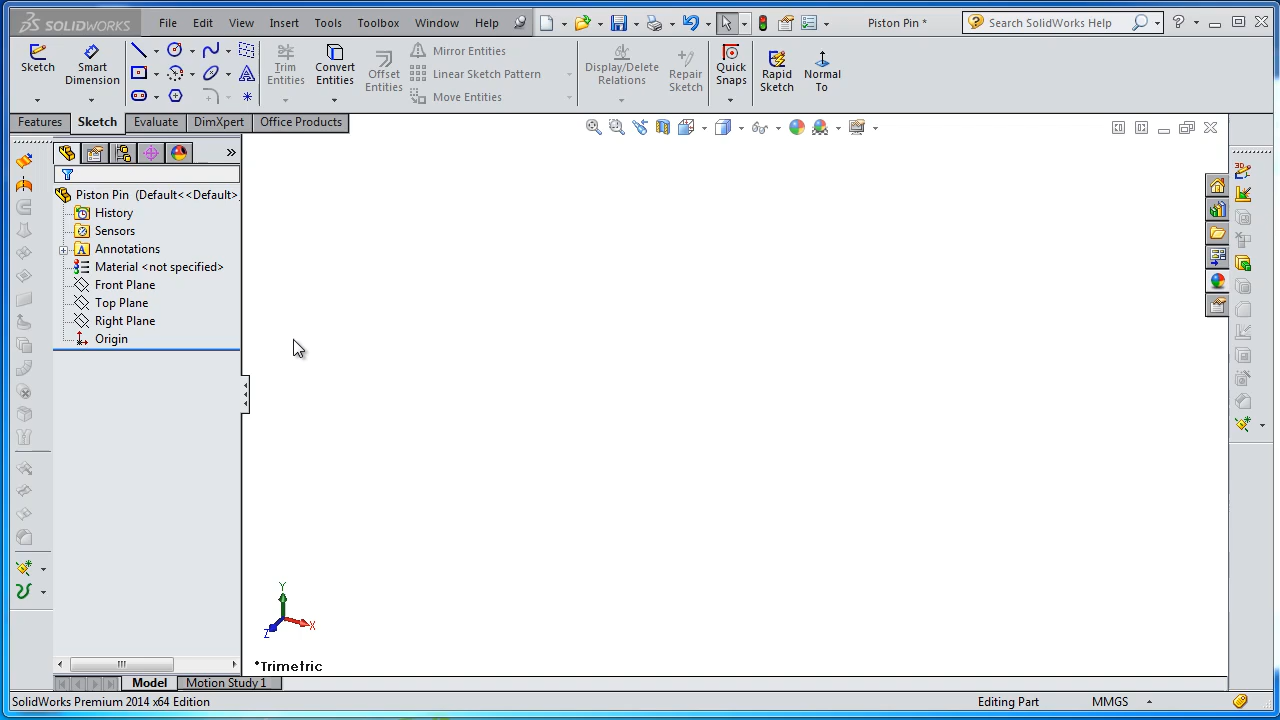 SOLIDWORKS File Edit View Insert Tools Toolbox Window Help Piston Pin * Search SolidWorks Help
Sketch
Smart Dimension
Trim Entities
Convert Entities
Offset Entities
Mirror Entities
Linear Sketch Pattern
Move Entities
Display/Delete Relations
Repair Sketch
Quick Snaps
Rapid Sketch
Normal To
Features Sketch Evaluate DimXpert Office Products
Piston Pin (Default<<Default>
History
Sensors
Annotations
Material <not specified>
Front Plane
Top Plane
Right Plane
Origin
Y
X
Z
*Trimetric
Model Motion Study 1
SolidWorks Premium 2014 x64 Edition Editing Part MMGS